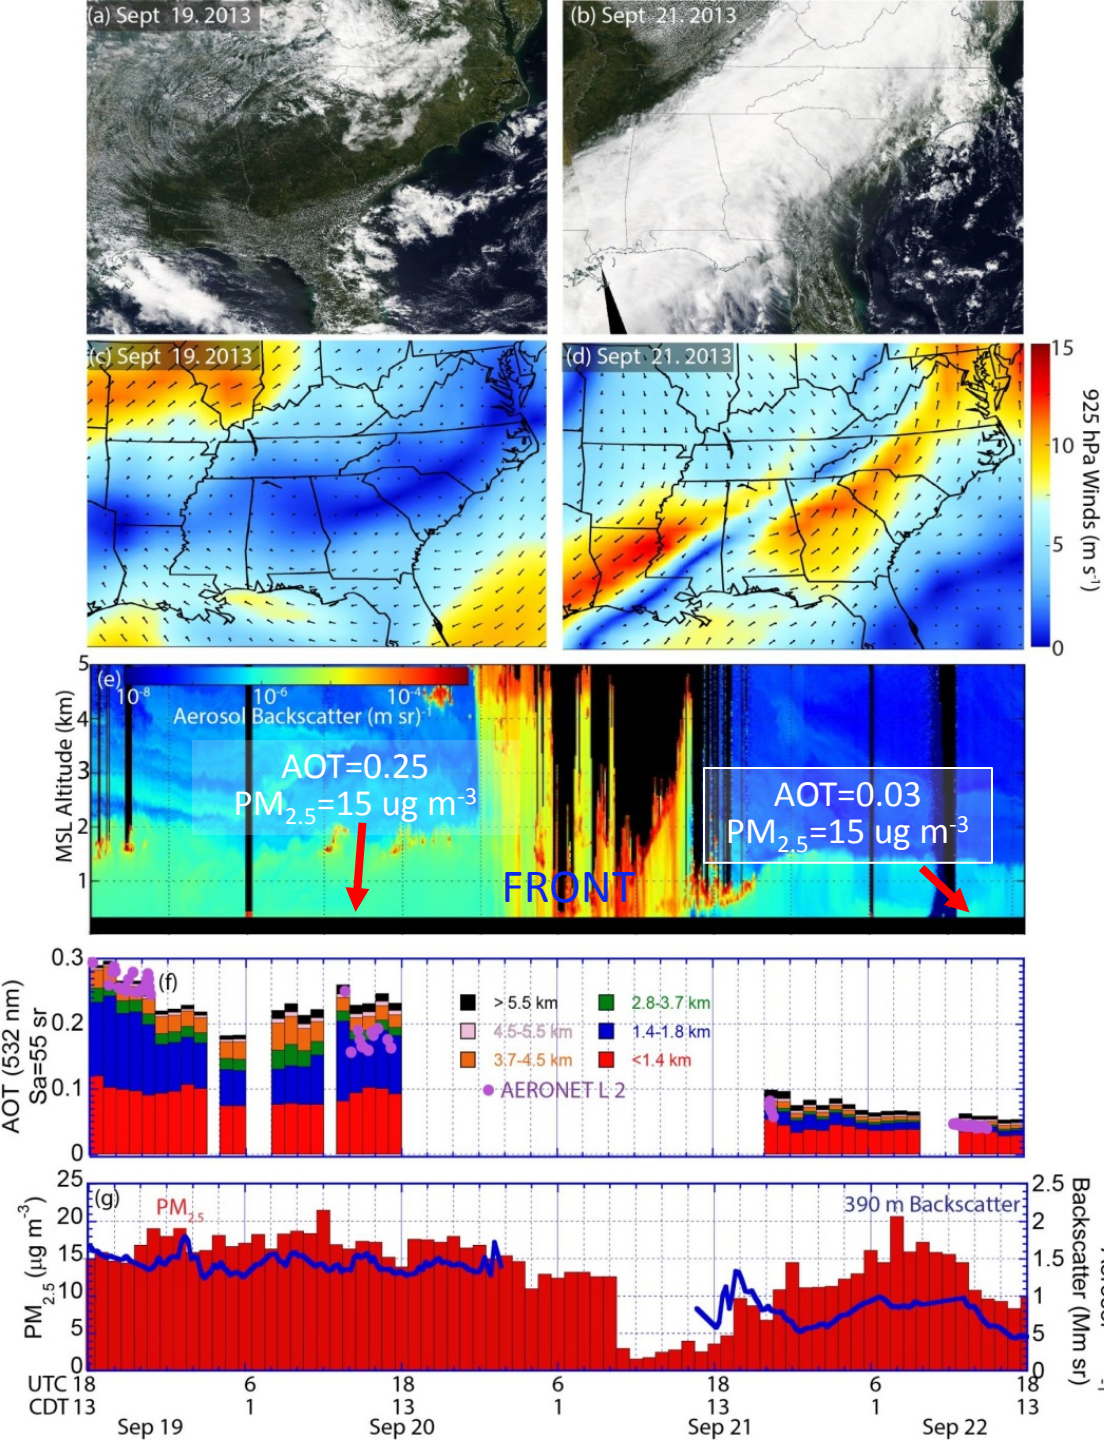 (a) Sept 19. 2013
(b) Sept 21. 2013
(c) Sept 19. 2013
(d) Sept 21. 2013
15
10
5
0
925 hPa Winds (m s⁻¹)
5
4
3
2
1
MSL Altitude (km)
(e)
10⁻⁸ 10⁻⁶ 10⁻⁴
Aerosol Backscatter (m sr)⁻¹
AOT=0.25
PM₂.₅=15 ug m⁻³
AOT=0.03
PM₂.₅=15 ug m⁻³
FRONT
0.3
0.2
0.1
0
AOT (532 nm)
Sa=55 sr
(f)
> 5.5 km
4.5-5.5 km
3.7-4.5 km
2.8-3.7 km
1.4-1.8 km
<1.4 km
AERONET L 2
25
20
15
10
5
0
PM₂.₅ (µg m⁻³)
(g)
PM₂.₅
390 m Backscatter
2.5
2
1.5
1
5
0
Backscatter (Mm sr)
UTC 18 6 18 6 18 6 18
CDT 13 1 13 1 13 1 13
Sep 19 Sep 20 Sep 21 Sep 22